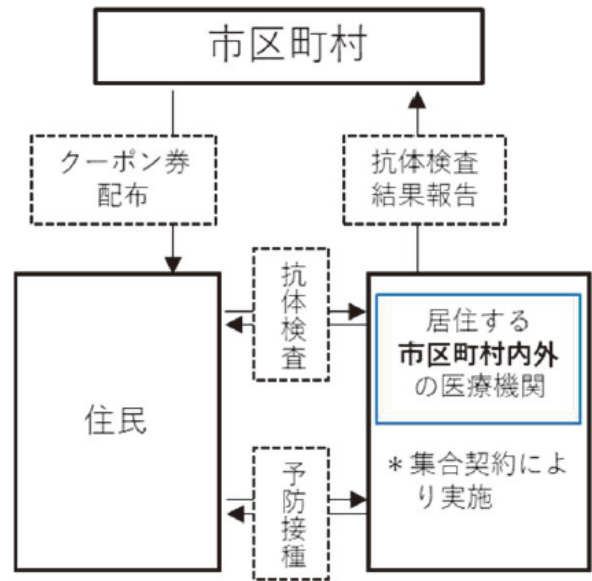 市区町村
クーポン券
配布
抗体検査
結果報告
抗体検査
住民
居住する
市区町村内外
の医療機関
＊集合契約によ
り実施
予防接種